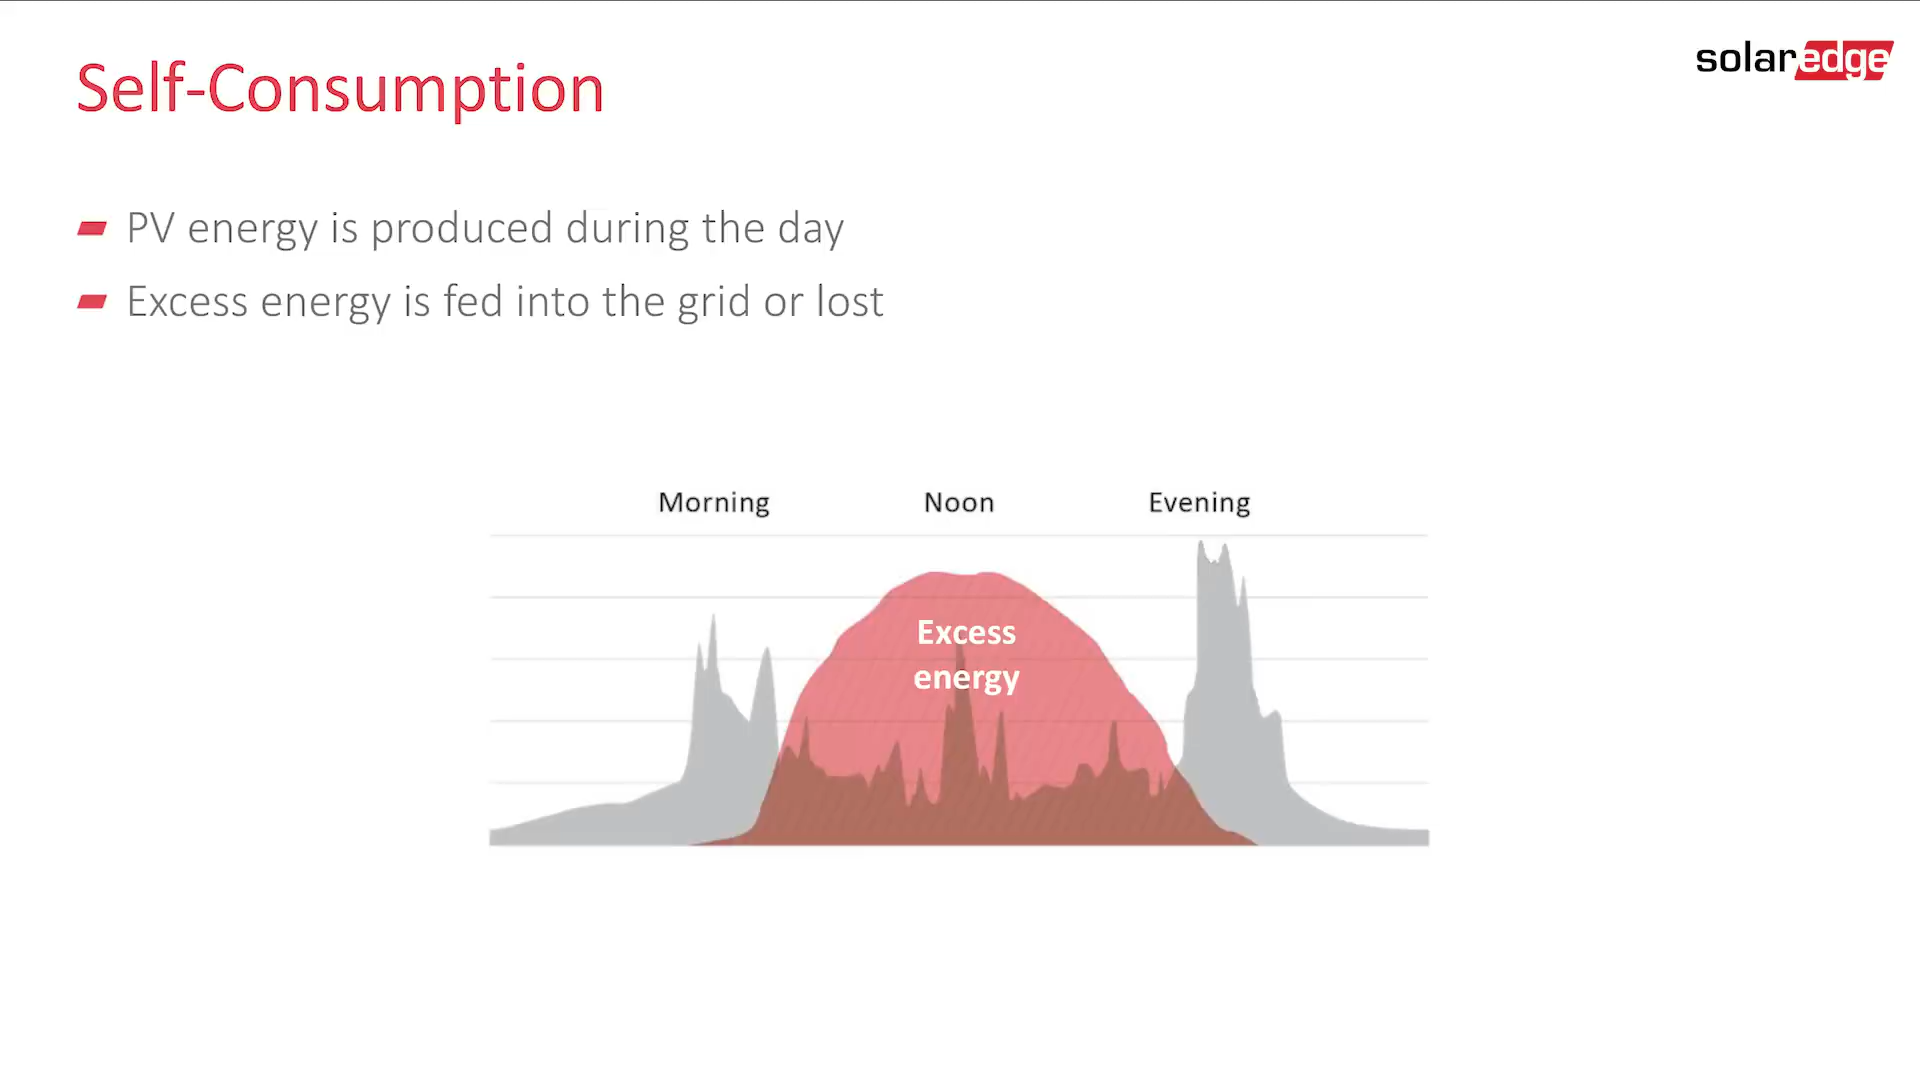 Self-Consumption
solaredge
PV energy is produced during the day
Excess energy is fed into the grid or lost
Morning Noon Evening
Excess
energy